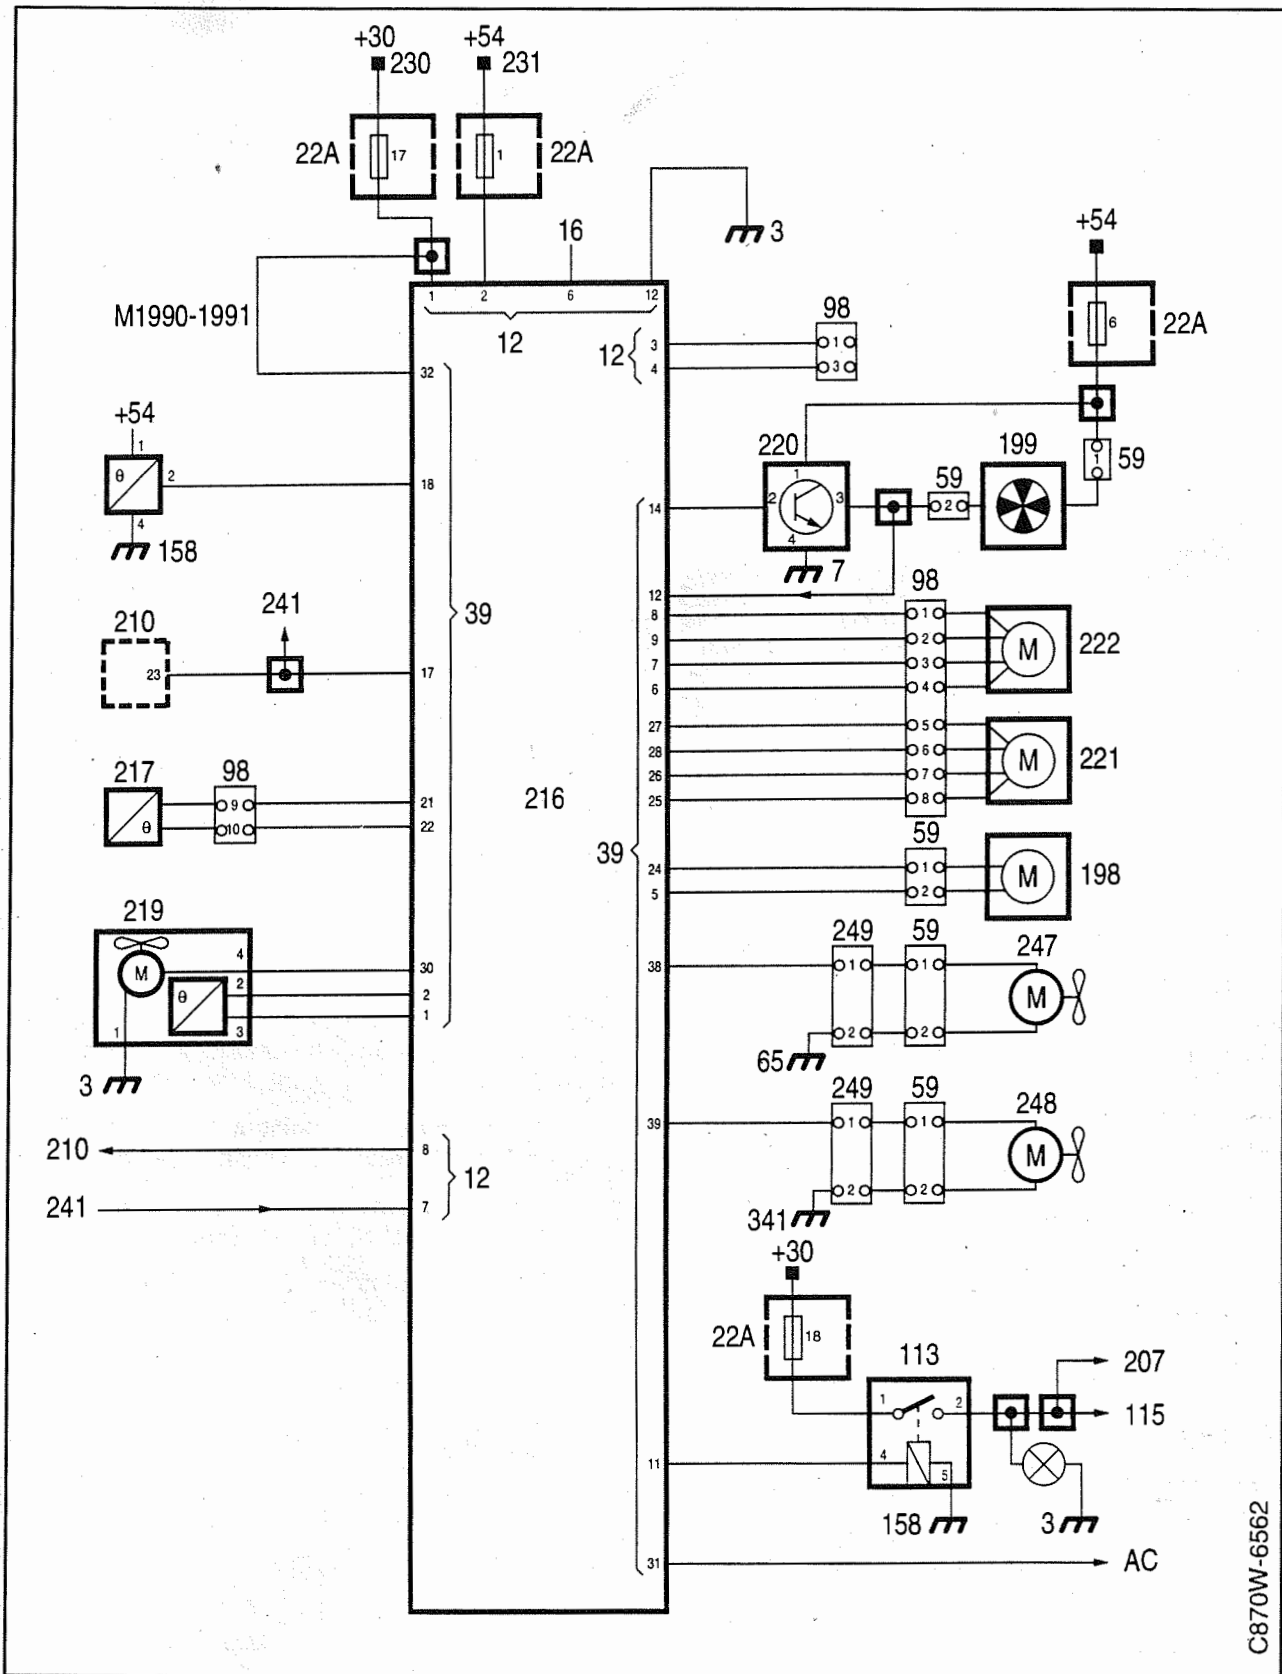 +30 +54
230 231
22A 17 1 22A
16 3
+54
M1990-1991
1 2 6 12
12
98
6 22A
12 3 1
4 3
32
+54
1
θ 2 18
4
158
220 199 59
1
14 2 1 3 59 2
4
7
12
98
8 1
9 2 M 222
7 3
6 4
241
210 39
23 17
27 5
28 6 M 221
26 7
25 8
217 98
9 21
θ 10 22
216
39
59
24 1 M 198
5 2
219
M 4 30
θ 2 2
1 3 1
3
249 59 247
38 1 1 M
65 2 2
249 59 248
39 1 1 M
341 2 2
210 8
12
241 7
+30
22A 18
113
207
1 2 115
11 4 5
158 3
31 AC
C870W-6562